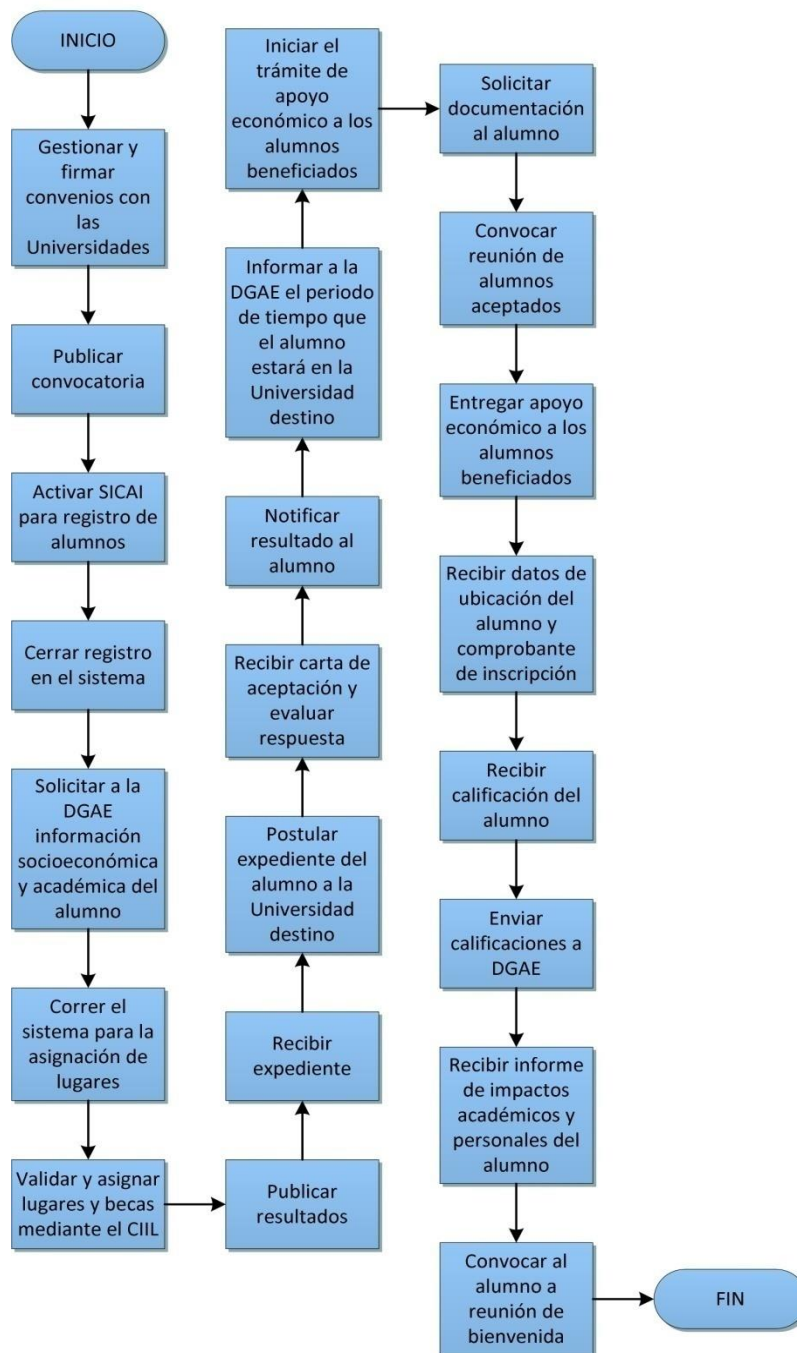 INICIO
Gestionar y
firmar
convenios con
las
Universidades
Publicar
convocatoria
Activar SICAI
para registro de
alumnos
Cerrar registro
en el sistema
Solicitar a la
DGAE
información
socioeconómica
y académica del
alumno
Correr el
sistema para la
asignación de
lugares
Validar y asignar
lugares y becas
mediante el CIIL
Publicar
resultados
Recibir
expediente
Postular
expediente del
alumno a la
Universidad
destino
Recibir carta de
aceptación y
evaluar
respuesta
Notificar
resultado al
alumno
Informar a la
DGAE el periodo
de tiempo que
el alumno
estará en la
Universidad
destino
Iniciar el
trámite de
apoyo
económico a los
alumnos
beneficiados
Solicitar
documentación
al alumno
Convocar
reunión de
alumnos
aceptados
Entregar apoyo
económico a los
alumnos
beneficiados
Recibir datos de
ubicación del
alumno y
comprobante
de inscripción
Recibir
calificación del
alumno
Enviar
calificaciones a
DGAE
Recibir informe
de impactos
académicos y
personales del
alumno
Convocar al
alumno a
reunión de
bienvenida
FIN